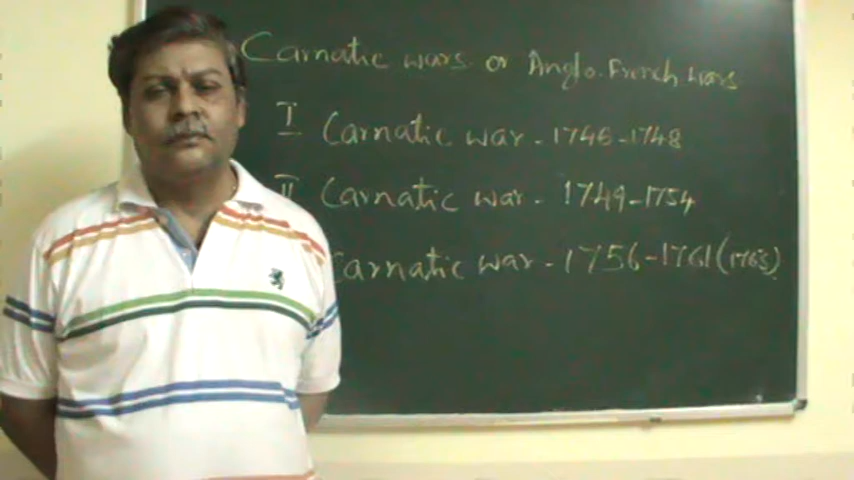 Carnatic wars or Anglo-French wars
I Carnatic war - 1746-1748
II Carnatic war - 1749-1754
Carnatic war - 1756-1761 (1763)